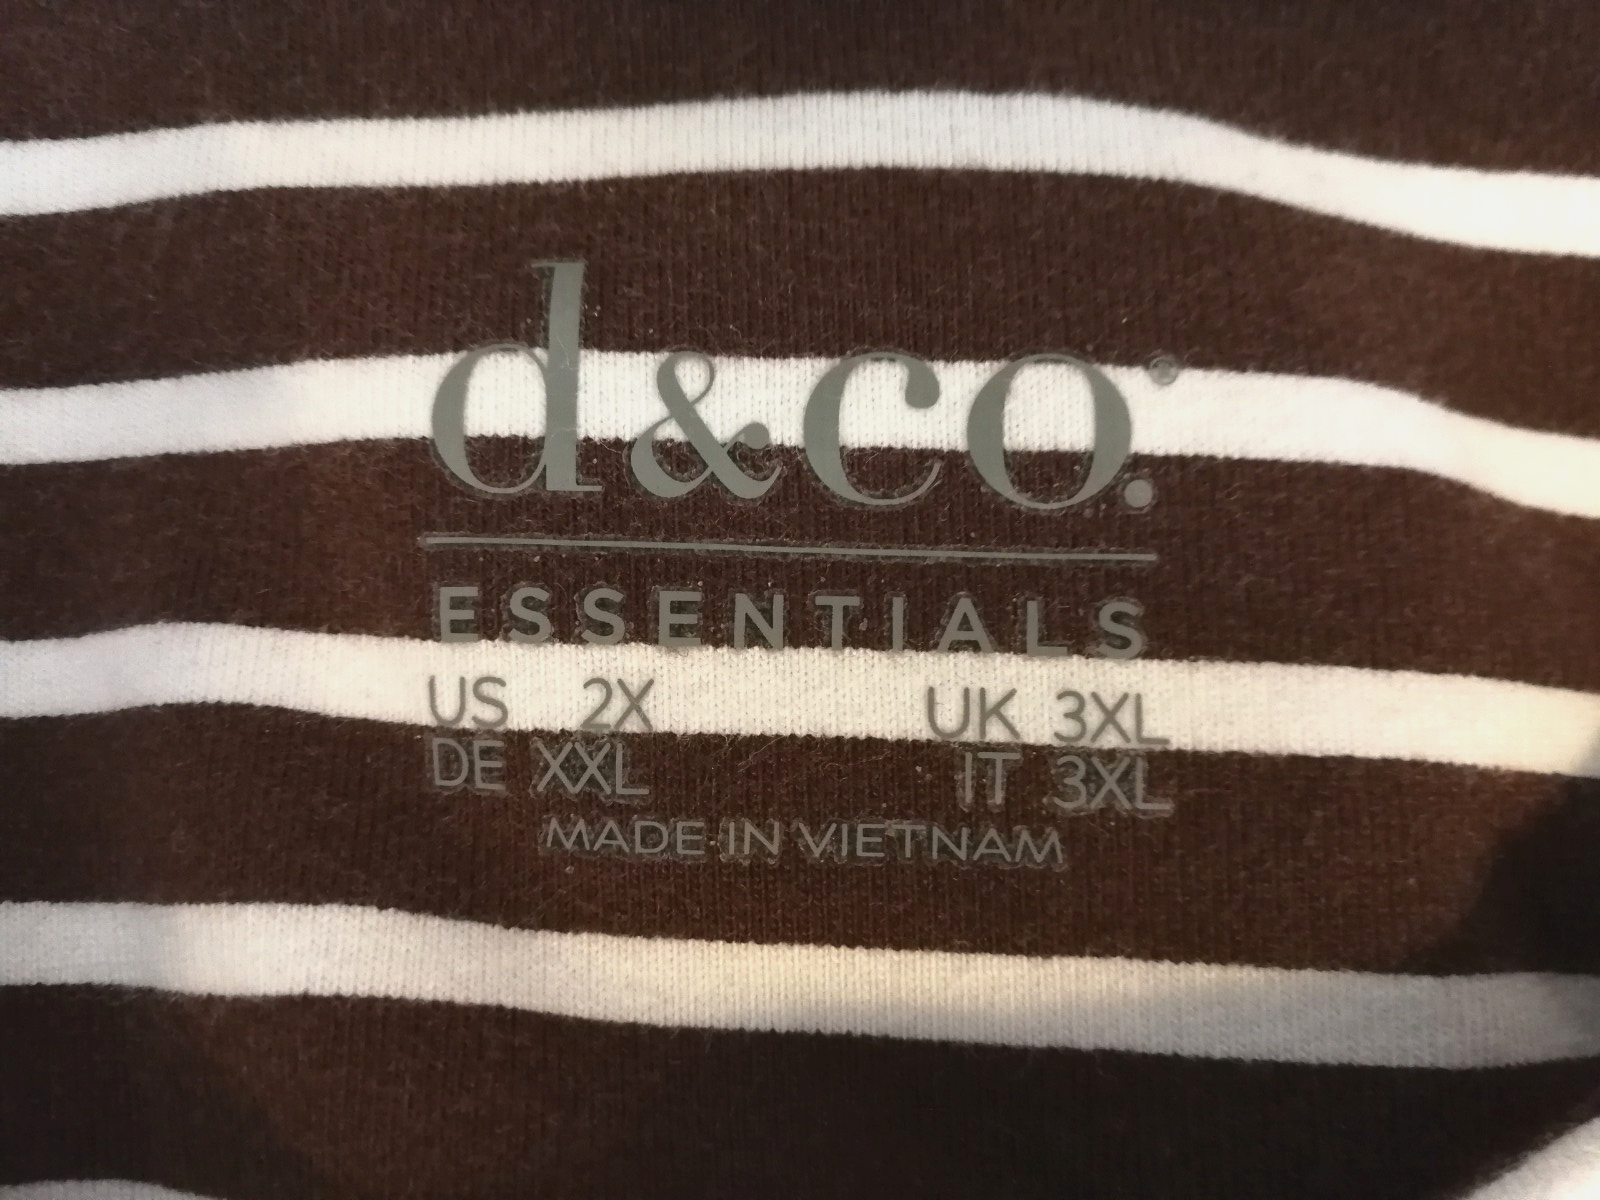 d&co.®
ESSENTIALS
US 2X UK 3XL
DE XXL IT 3XL
MADE IN VIETNAM